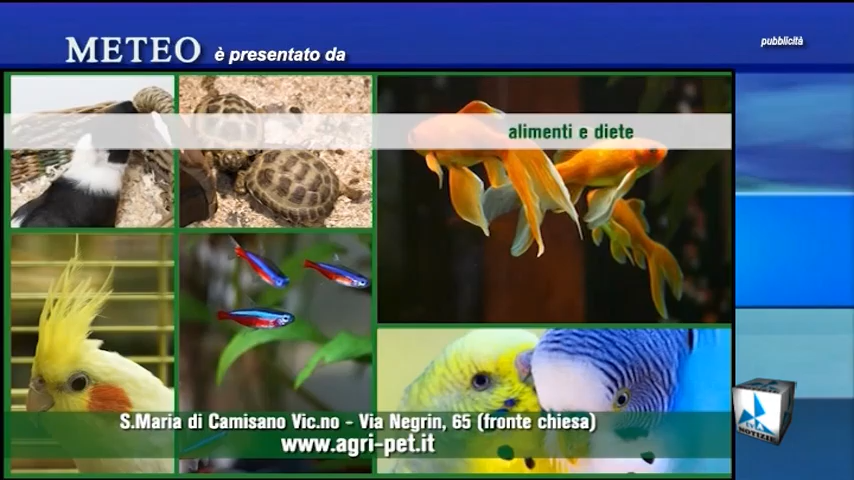 METEO è presentato da
pubblicità
alimenti e diete
S.Maria di Camisano Vic.no - Via Negrin, 65 (fronte chiesa)
www.agri-pet.it